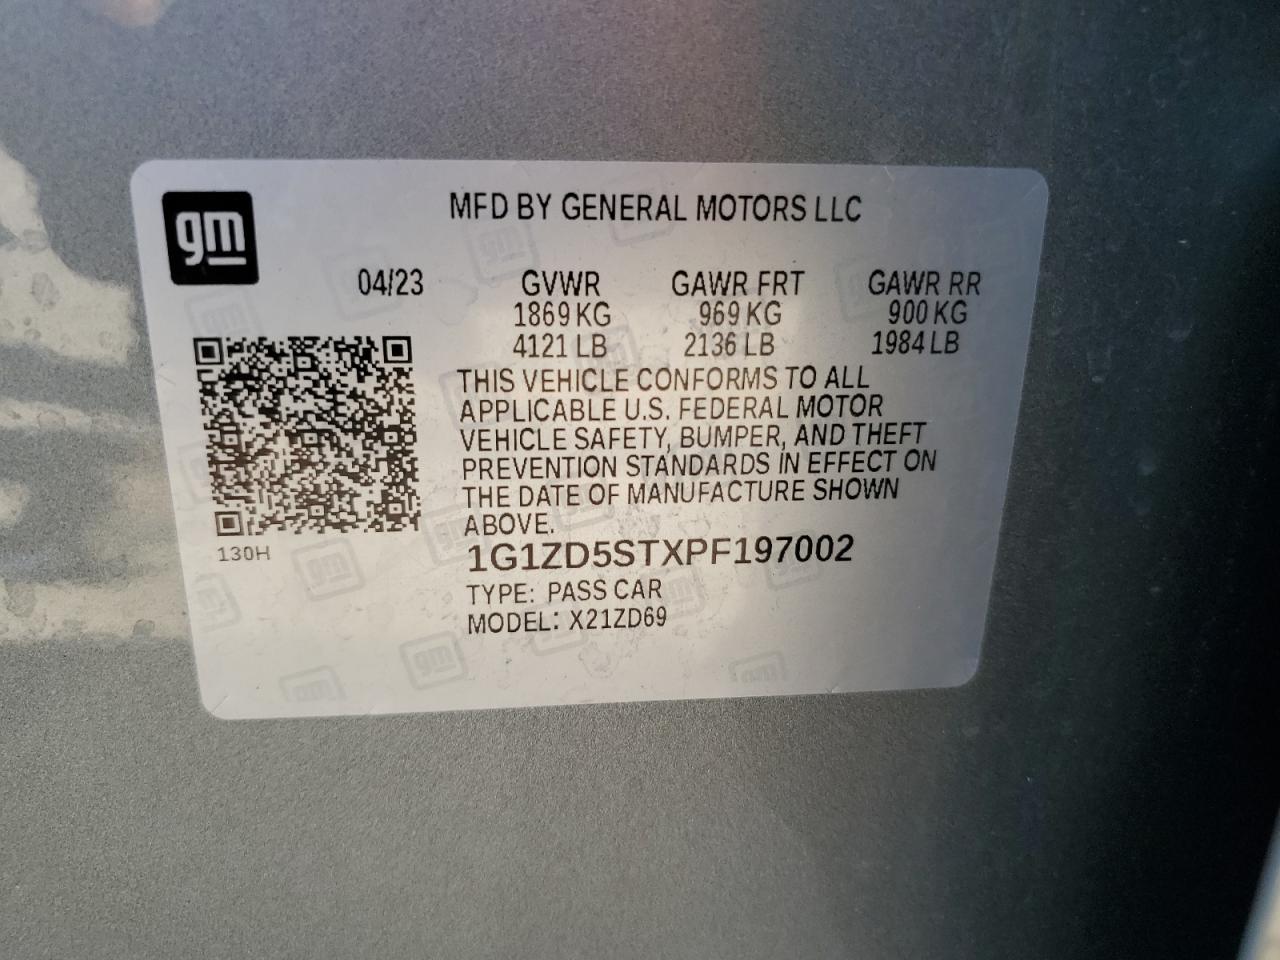 gm
MFD BY GENERAL MOTORS LLC
04/23 GVWR GAWR FRT GAWR RR
1869 KG 969 KG 900 KG
4121 LB 2136 LB 1984 LB
THIS VEHICLE CONFORMS TO ALL
APPLICABLE U.S. FEDERAL MOTOR
VEHICLE SAFETY, BUMPER, AND THEFT
PREVENTION STANDARDS IN EFFECT ON
THE DATE OF MANUFACTURE SHOWN
ABOVE.
130H
1G1ZD5STXPF197002
TYPE: PASS CAR
MODEL: X21ZD69